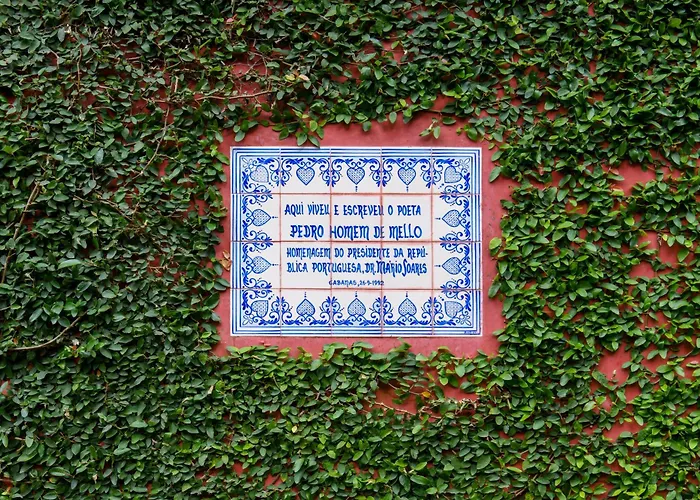 AQUI VIVEU E ESCREVEU O POETA
PEDRO HOMEM DE MELLO
HOMENAGEM DO PRESIDENTE DA REPÚ-
BLICA PORTUGUESA, DR. MÁRIO SOARES
CABANAS, 26-9-1992